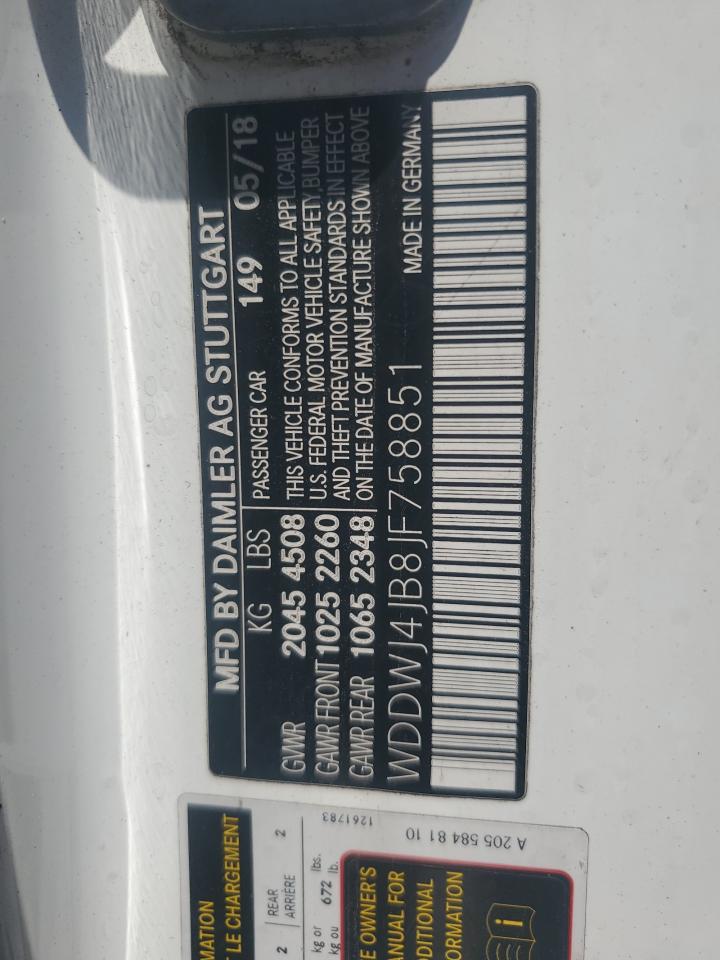 MFD BY DAIMLER AG STUTTGART
KG LBS 149 05/18
PASSENGER CAR
GVWR 2045 4508
GAWR FRONT 1025 2260
GAWR REAR 1065 2348
THIS VEHICLE CONFORMS TO ALL APPLICABLE
U.S. FEDERAL MOTOR VEHICLE SAFETY, BUMPER
AND THEFT PREVENTION STANDARDS IN EFFECT
ON THE DATE OF MANUFACTURE SHOWN ABOVE
WDDWJ4JB8JF758851
MADE IN GERMANY
MATION
T LE CHARGEMENT
2 REAR 2
ARRIÈRE
kg or 672 lbs.
kg ou lb.
1261783
E OWNER'S
ANUAL FOR
DITIONAL
ORMATION
i
A 205 584 81 10